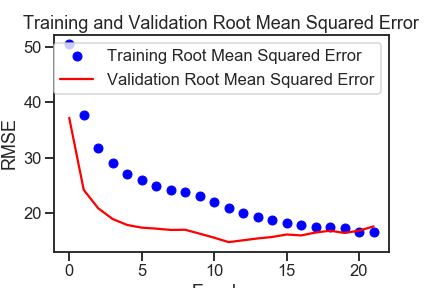 Training and Validation Root Mean Squared Error
50
Training Root Mean Squared Error
Validation Root Mean Squared Error
40
RMSE
30
20
0 5 10 15 20